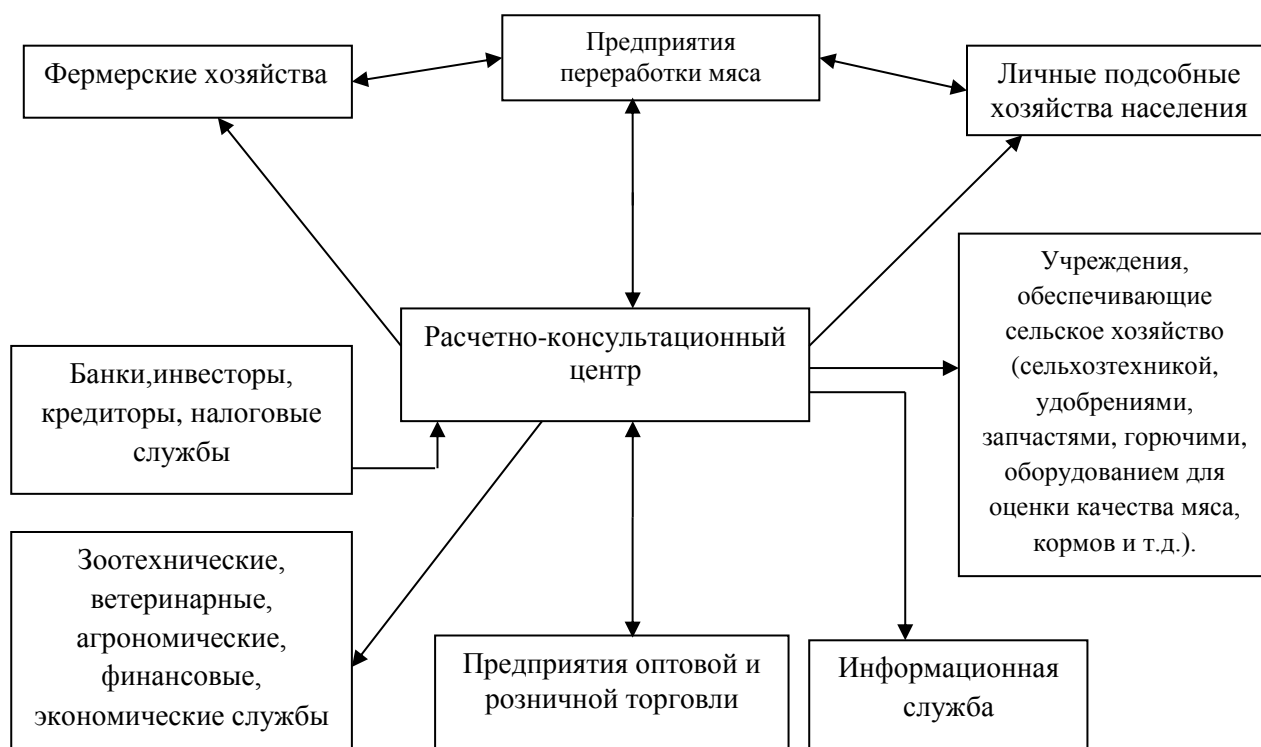 Фермерские хозяйства
Предприятия
переработки мяса
Личные подсобные
хозяйства населения
Расчетно-консультационный
центр
Учреждения,
обеспечивающие
сельское хозяйство
(сельхозтехникой,
удобрениями,
запчастями, горючими,
оборудованием для
оценки качества мяса,
кормов и т.д.).
Банки,инвесторы,
кредиторы, налоговые
службы
Зоотехнические,
ветеринарные,
агрономические,
финансовые,
экономические службы
Предприятия оптовой и
розничной торговли
Информационная
служба